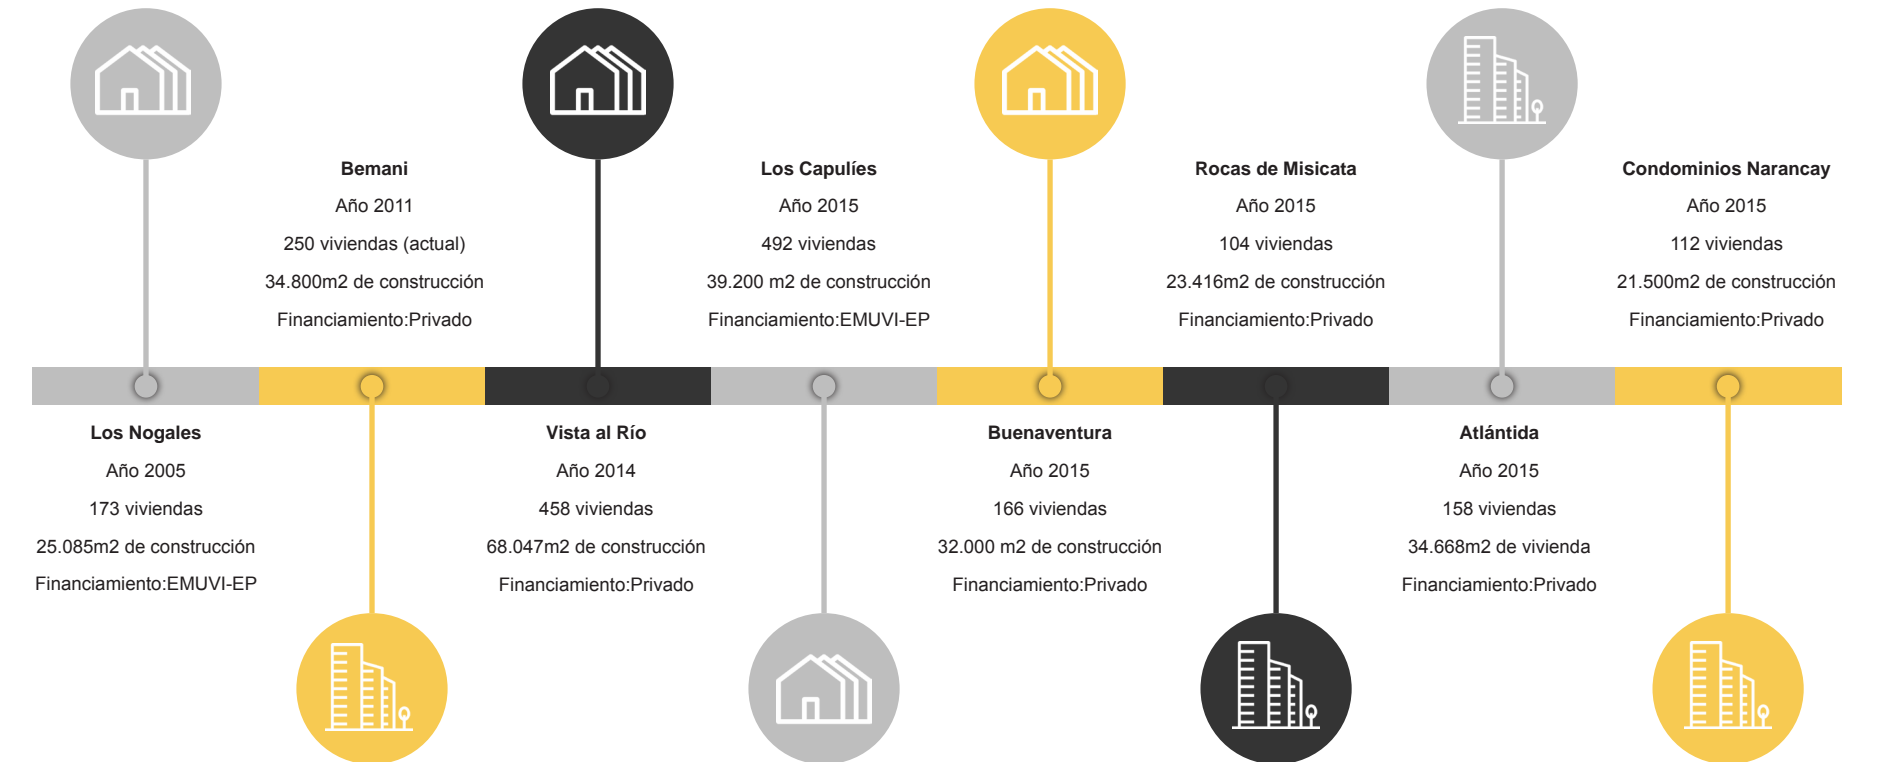 Bemani
Año 2011
250 viviendas (actual)
34.800m2 de construcción
Financiamiento:Privado
Los Capulíes
Año 2015
492 viviendas
39.200 m2 de construcción
Financiamiento:EMUVI-EP
Rocas de Misicata
Año 2015
104 viviendas
23.416m2 de construcción
Financiamiento:Privado
Condominios Narancay
Año 2015
112 viviendas
21.500m2 de construcción
Financiamiento:Privado
Los Nogales
Año 2005
173 viviendas
25.085m2 de construcción
Financiamiento:EMUVI-EP
Vista al Río
Año 2014
458 viviendas
68.047m2 de construcción
Financiamiento:Privado
Buenaventura
Año 2015
166 viviendas
32.000 m2 de construcción
Financiamiento:Privado
Atlántida
Año 2015
158 viviendas
34.668m2 de vivienda
Financiamiento:Privado